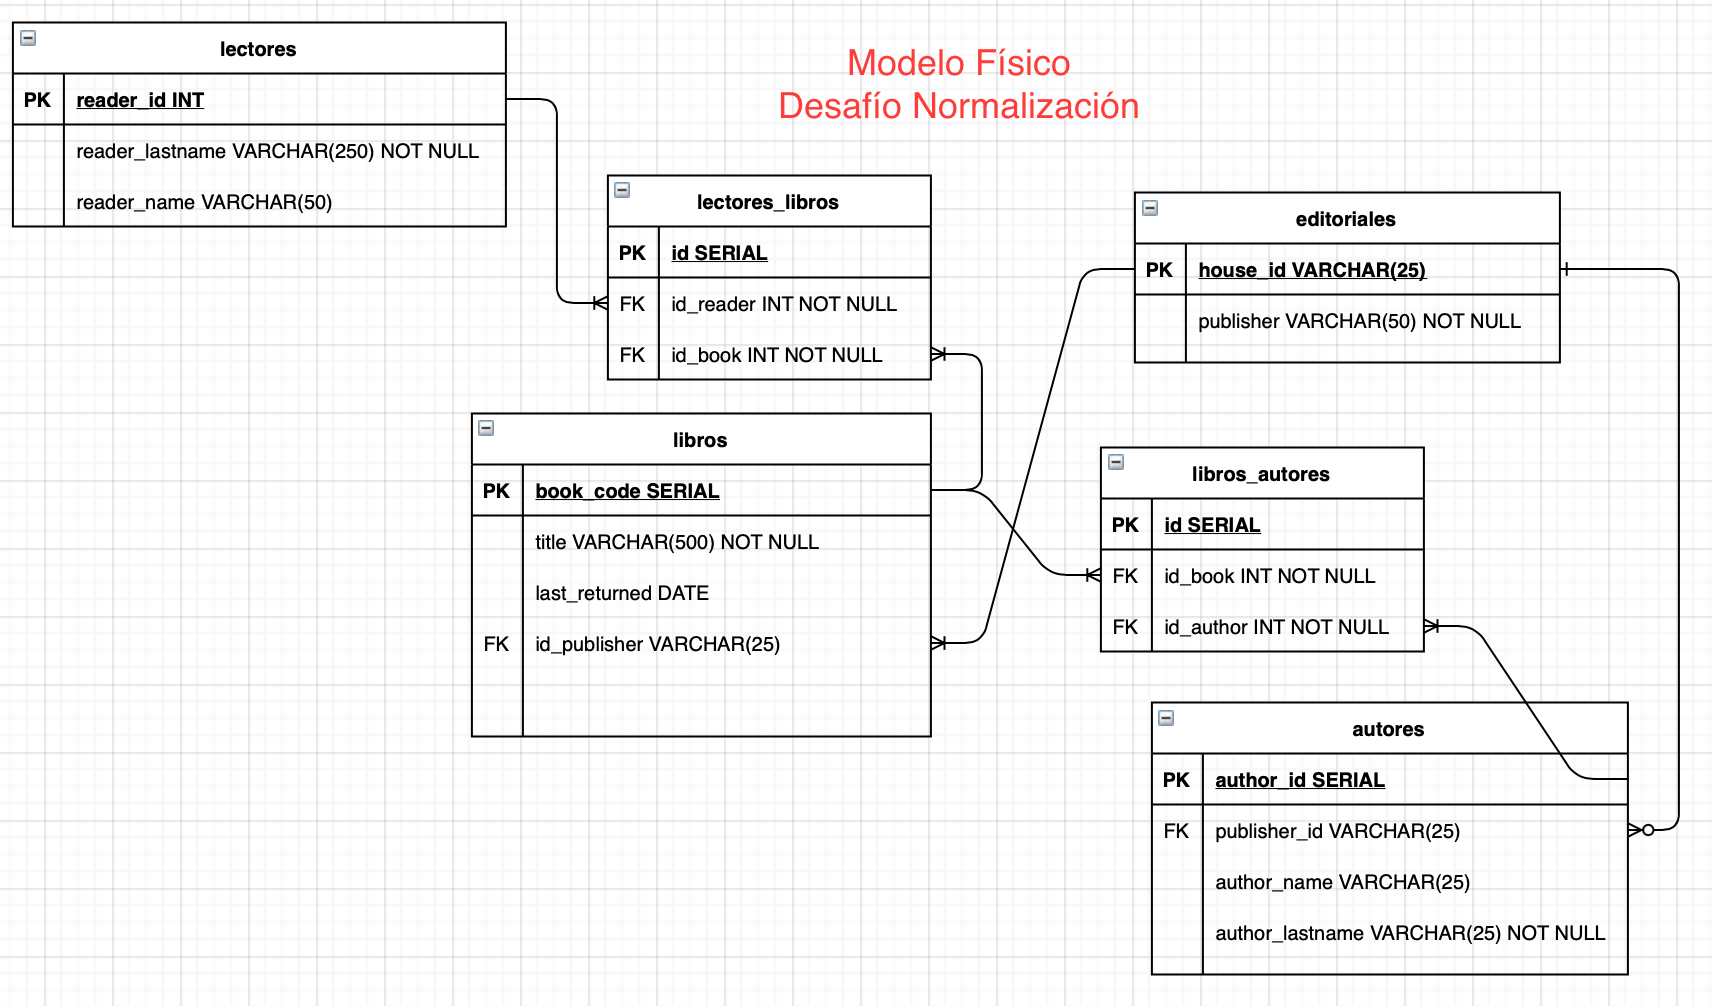 Modelo Físico
Desafío Normalización
lectores
PK reader_id INT
reader_lastname VARCHAR(250) NOT NULL
reader_name VARCHAR(50)
lectores_libros
PK id SERIAL
FK id_reader INT NOT NULL
FK id_book INT NOT NULL
editoriales
PK house_id VARCHAR(25)
publisher VARCHAR(50) NOT NULL
libros
PK book_code SERIAL
title VARCHAR(500) NOT NULL
last_returned DATE
FK id_publisher VARCHAR(25)
libros_autores
PK id SERIAL
FK id_book INT NOT NULL
FK id_author INT NOT NULL
autores
PK author_id SERIAL
FK publisher_id VARCHAR(25)
author_name VARCHAR(25)
author_lastname VARCHAR(25) NOT NULL